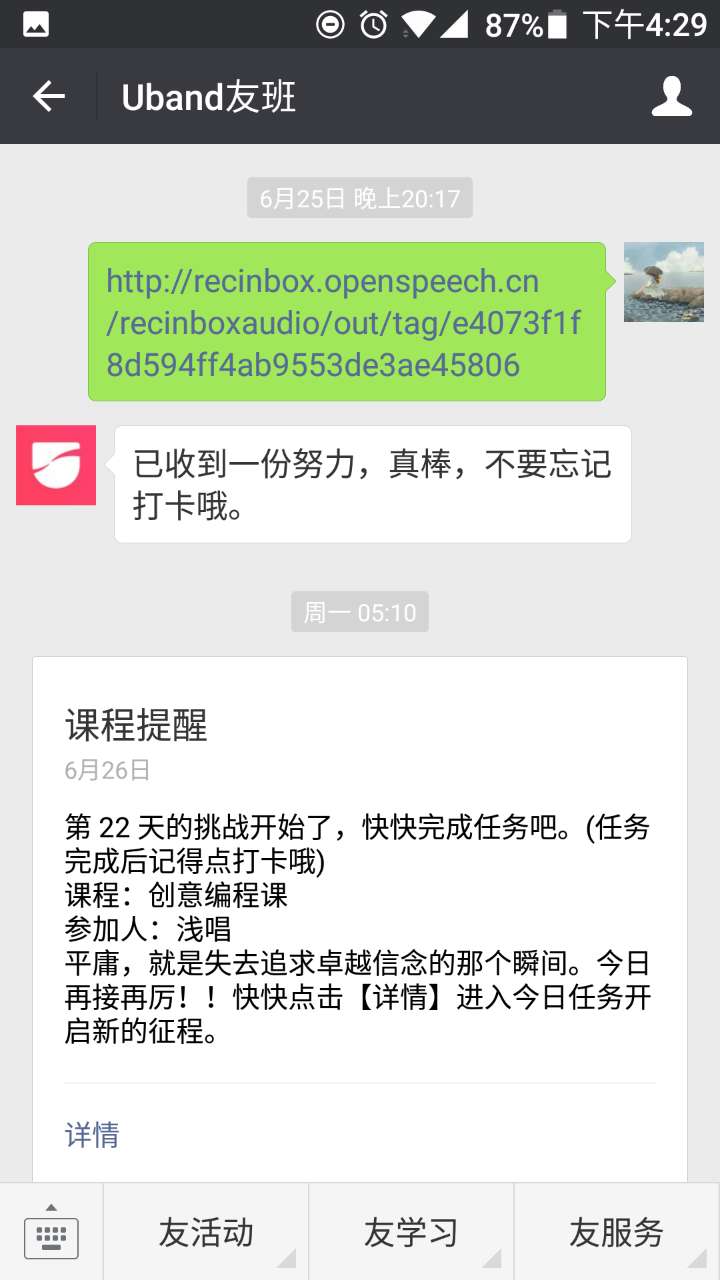 87% 下午4:29
Uband友班
6月25日 晚上20:17
http://recinbox.openspeech.cn
/recinboxaudio/out/tag/e4073f1f
8d594ff4ab9553de3ae45806
已收到一份努力，真棒，不要忘记
打卡哦。
周一 05:10
课程提醒
6月26日
第 22 天的挑战开始了，快快完成任务吧。(任务
完成后记得点打卡哦)
课程：创意编程课
参加人：浅唱
平庸，就是失去追求卓越信念的那个瞬间。今日
再接再厉！！快快点击【详情】进入今日任务开
启新的征程。
详情
友活动
友学习
友服务